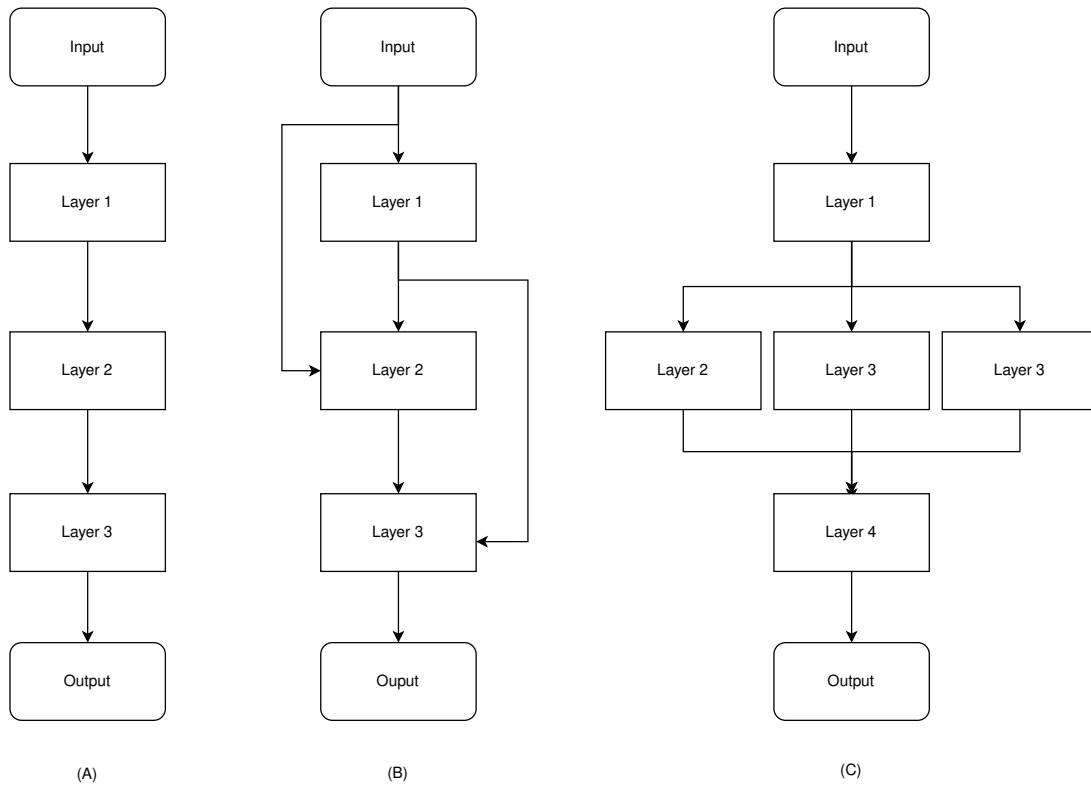 Input
Layer 1
Layer 2
Layer 3
Output
(A)
Input
Layer 1
Layer 2
Layer 3
Ouput
(B)
Input
Layer 1
Layer 2
Layer 3
Layer 3
Layer 4
Output
(C)